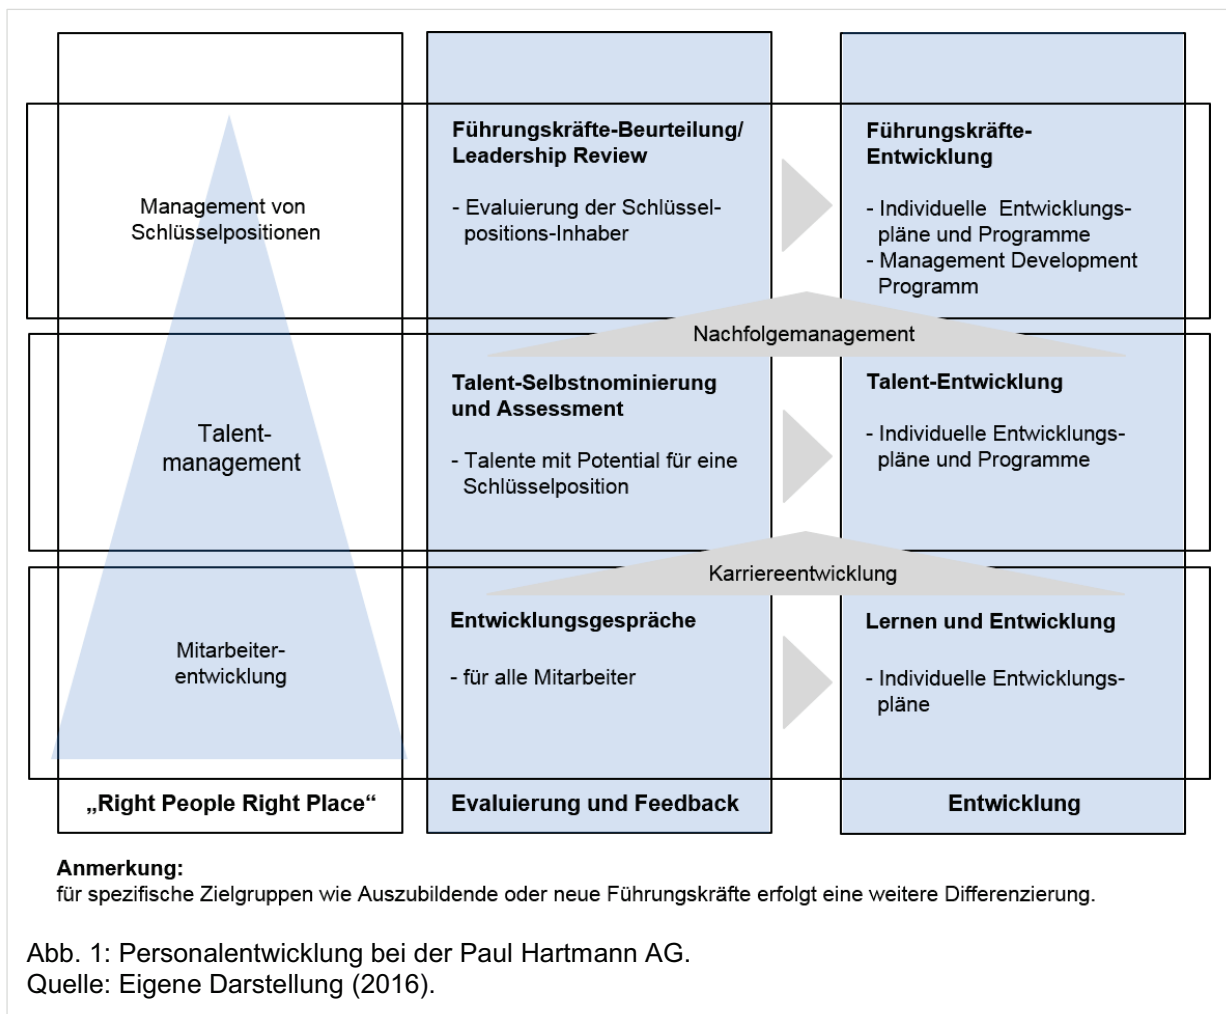 Management von
Schlüsselpositionen
Führungskräfte-Beurteilung/
Leadership Review
- Evaluierung der Schlüssel-
positions-Inhaber
Führungskräfte-
Entwicklung
- Individuelle Entwicklungs-
pläne und Programme
- Management Development
Programm
Nachfolgemanagement
Talent-
management
Talent-Selbstnominierung
und Assessment
- Talente mit Potential für eine
Schlüsselposition
Talent-Entwicklung
- Individuelle Entwicklungs-
pläne und Programme
Karriereentwicklung
Mitarbeiter-
entwicklung
Entwicklungsgespräche
- für alle Mitarbeiter
Lernen und Entwicklung
- Individuelle Entwicklungs-
pläne
„Right People Right Place“
Evaluierung und Feedback
Entwicklung
Anmerkung:
für spezifische Zielgruppen wie Auszubildende oder neue Führungskräfte erfolgt eine weitere Differenzierung.
Abb. 1: Personalentwicklung bei der Paul Hartmann AG.
Quelle: Eigene Darstellung (2016).